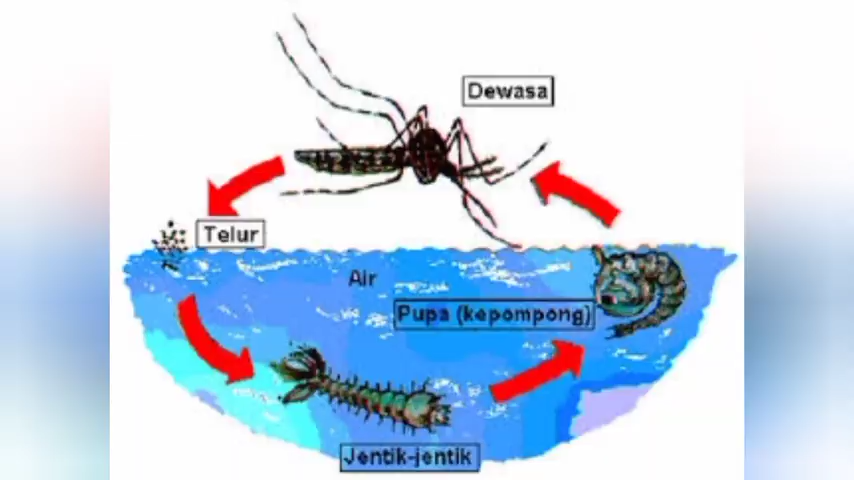 Dewasa
Telur
Air
Pupa (kepompong)
Jentik-jentik